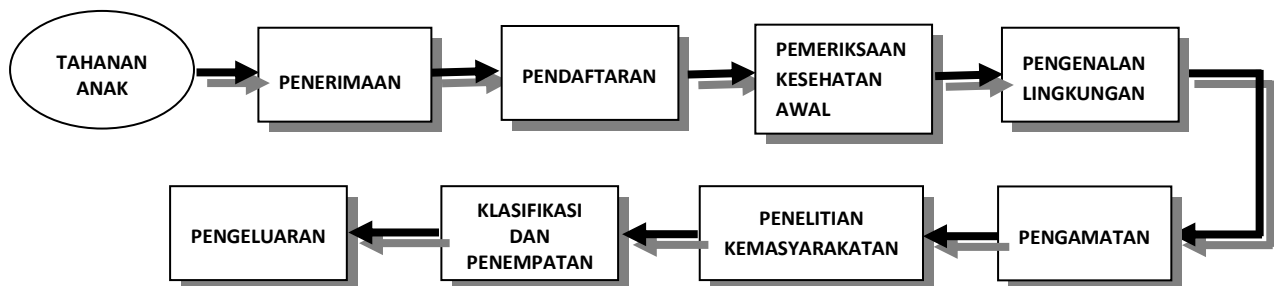 TAHANAN
ANAK
PENERIMAAN
PENDAFTARAN
PEMERIKSAAN
KESEHATAN
AWAL
PENGENALAN
LINGKUNGAN
PENGAMATAN
PENELITIAN
KEMASYARAKATAN
KLASIFIKASI
DAN
PENEMPATAN
PENGELUARAN